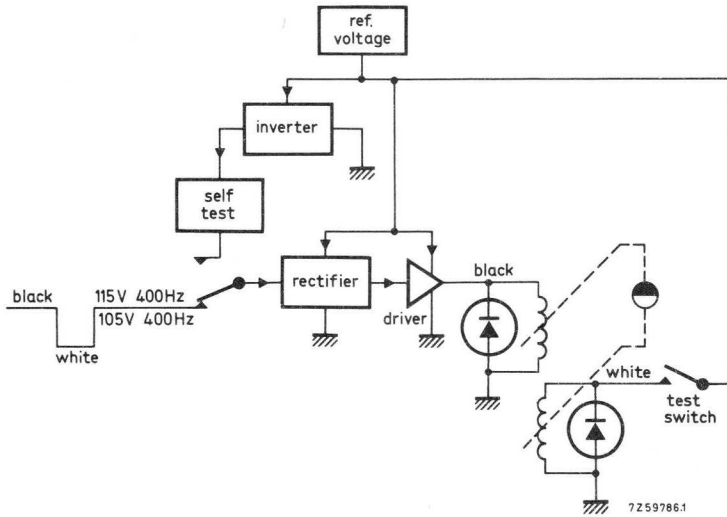 ref.
voltage
inverter
self
test
black
115V 400Hz
105V 400Hz
white
rectifier
driver
black
white
test
switch
7Z59786.1